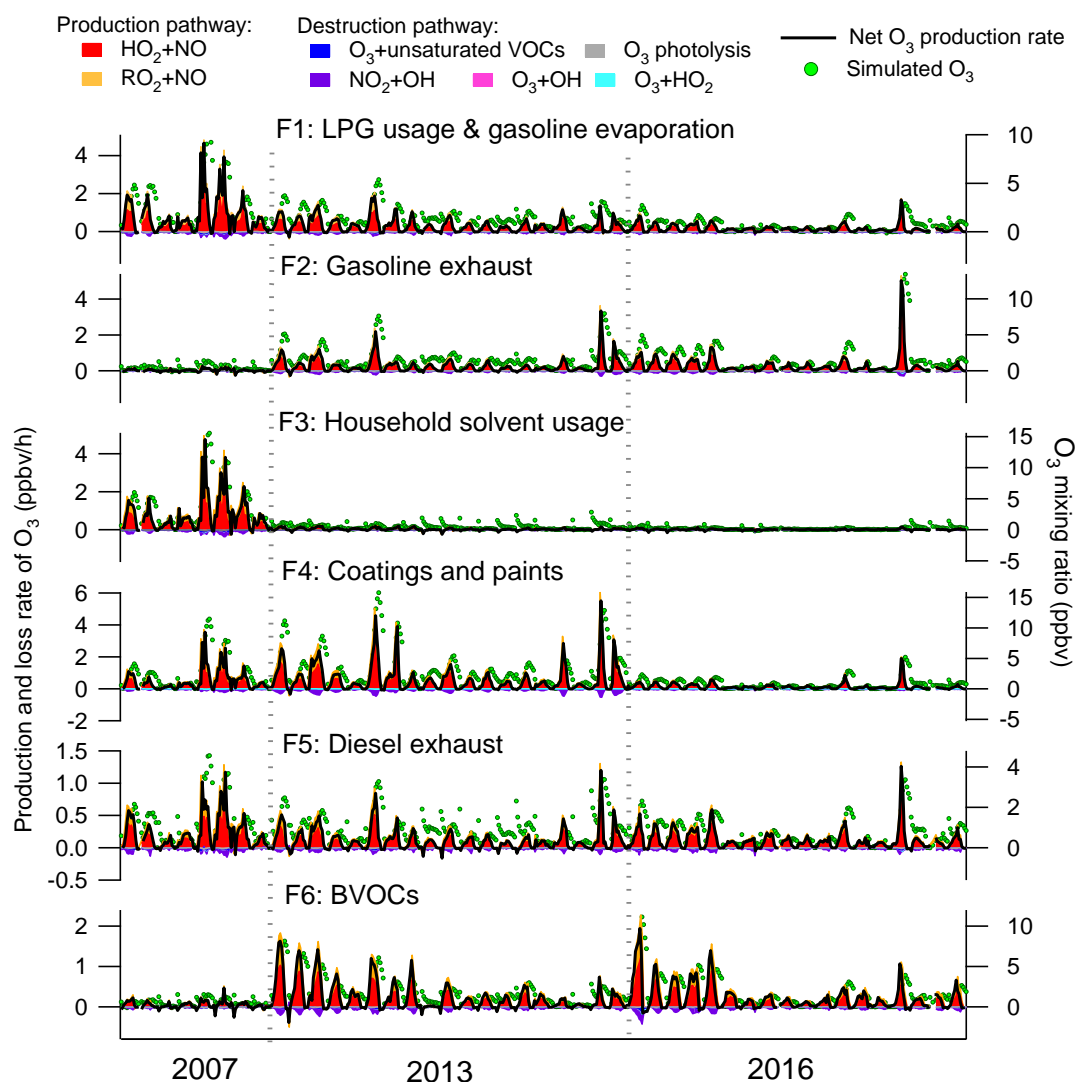 Production pathway:
Destruction pathway:
HO2+NO
RO2+NO
O3+unsaturated VOCs
O3 photolysis
NO2+OH
O3+OH
O3+HO2
Net O3 production rate
Simulated O3
F1: LPG usage & gasoline evaporation
4
2
0
10
5
0
F2: Gasoline exhaust
4
2
0
10
5
0
F3: Household solvent usage
4
2
0
15
10
5
0
-5
F4: Coatings and paints
6
4
2
0
-2
15
10
5
0
-5
F5: Diesel exhaust
1.5
1.0
0.5
0.0
-0.5
4
2
0
F6: BVOCs
2
1
0
10
5
0
Production and loss rate of O3 (ppbv/h)
O3 mixing ratio (ppbv)
2007
2013
2016